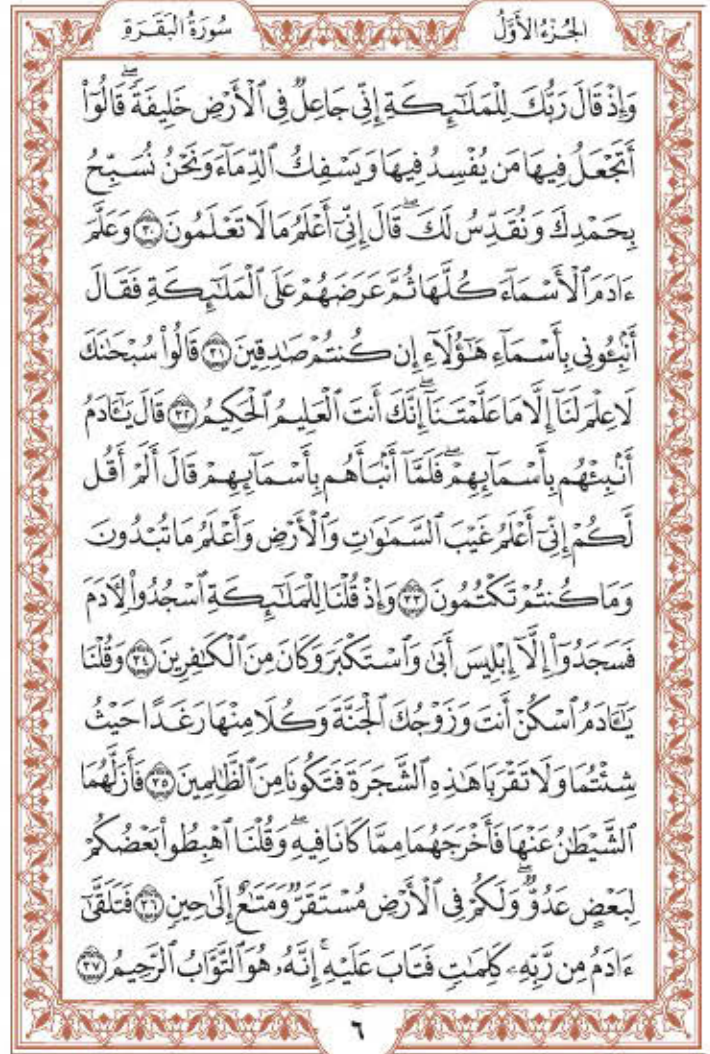 الجُزْءُ الأَوَّلُ سُورَةُ البَقَرَةِ
وَإِذْ قَالَ رَبُّكَ لِلْمَلَٰٓئِكَةِ إِنِّي جَاعِلٌ فِي ٱلْأَرْضِ خَلِيفَةًۖ قَالُوٓا۟
أَتَجْعَلُ فِيهَا مَن يُفْسِدُ فِيهَا وَيَسْفِكُ ٱلدِّمَآءَ وَنَحْنُ نُسَبِّحُ
بِحَمْدِكَ وَنُقَدِّسُ لَكَۖ قَالَ إِنِّيٓ أَعْلَمُ مَا لَا تَعْلَمُونَ ٣٠ وَعَلَّمَ
ءَادَمَ ٱلْأَسْمَآءَ كُلَّهَا ثُمَّ عَرَضَهُمْ عَلَى ٱلْمَلَٰٓئِكَةِ فَقَالَ
أَنۢبِـُٔونِي بِأَسْمَآءِ هَٰٓؤُلَآءِ إِن كُنتُمْ صَٰدِقِينَ ٣١ قَالُوا۟ سُبْحَٰنَكَ
لَا عِلْمَ لَنَآ إِلَّا مَا عَلَّمْتَنَآۖ إِنَّكَ أَنتَ ٱلْعَلِيمُ ٱلْحَكِيمُ ٣٢ قَالَ يَٰٓـَٔادَمُ
أَنۢبِئْهُم بِأَسْمَآئِهِمْۖ فَلَمَّآ أَنۢبَأَهُم بِأَسْمَآئِهِمْ قَالَ أَلَمْ أَقُل
لَّكُمْ إِنِّيٓ أَعْلَمُ غَيْبَ ٱلسَّمَٰوَٰتِ وَٱلْأَرْضِ وَأَعْلَمُ مَا تُبْدُونَ
وَمَا كُنتُمْ تَكْتُمُونَ ٣٣ وَإِذْ قُلْنَا لِلْمَلَٰٓئِكَةِ ٱسْجُدُوا۟ لِـَٔادَمَ
فَسَجَدُوٓا۟ إِلَّآ إِبْلِيسَ أَبَىٰ وَٱسْتَكْبَرَ وَكَانَ مِنَ ٱلْكَٰفِرِينَ ٣٤ وَقُلْنَا
يَٰٓـَٔادَمُ ٱسْكُنْ أَنتَ وَزَوْجُكَ ٱلْجَنَّةَ وَكُلَا مِنْهَا رَغَدًا حَيْثُ
شِئْتُمَا وَلَا تَقْرَبَا هَٰذِهِ ٱلشَّجَرَةَ فَتَكُونَا مِنَ ٱلظَّٰلِمِينَ ٣٥ فَأَزَلَّهُمَا
ٱلشَّيْطَٰنُ عَنْهَا فَأَخْرَجَهُمَا مِمَّا كَانَا فِيهِۖ وَقُلْنَا ٱهْبِطُوا۟ بَعْضُكُمْ
لِبَعْضٍ عَدُوٌّۖ وَلَكُمْ فِي ٱلْأَرْضِ مُسْتَقَرٌّ وَمَتَٰعٌ إِلَىٰ حِينٍ ٣٦ فَتَلَقَّىٰٓ
ءَادَمُ مِن رَّبِّهِۦ كَلِمَٰتٍ فَتَابَ عَلَيْهِۚ إِنَّهُۥ هُوَ ٱلتَّوَّابُ ٱلرَّحِيمُ ٣٧
٦